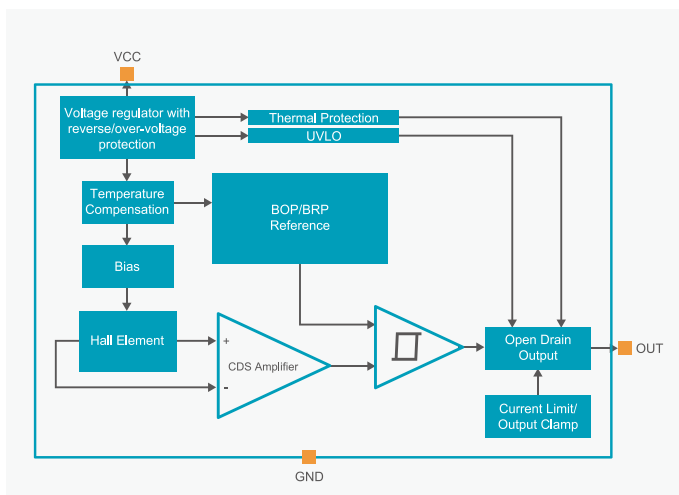 VCC
Voltage regulator with
reverse/over-voltage
protection
Thermal Protection
UVLO
Temperature
Compensation
BOP/BRP
Reference
Bias
Hall Element
+
-
CDS Amplifier
Open Drain
Output
OUT
Current Limit/
Output Clamp
GND